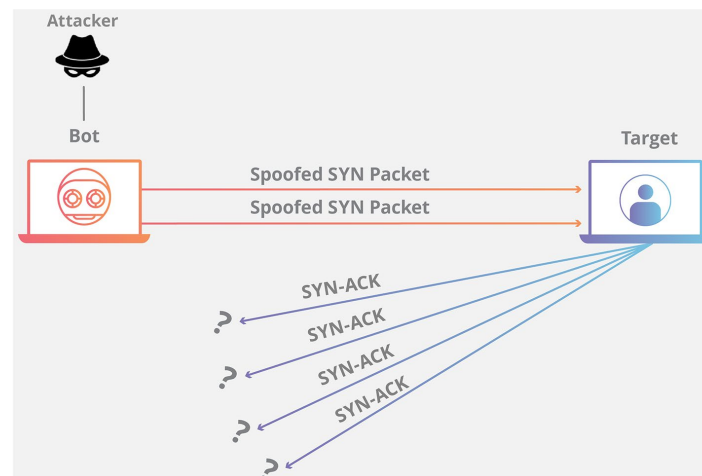 Attacker
Bot
Target
Spoofed SYN Packet
Spoofed SYN Packet
SYN-ACK
?
SYN-ACK
?
SYN-ACK
?
SYN-ACK
?